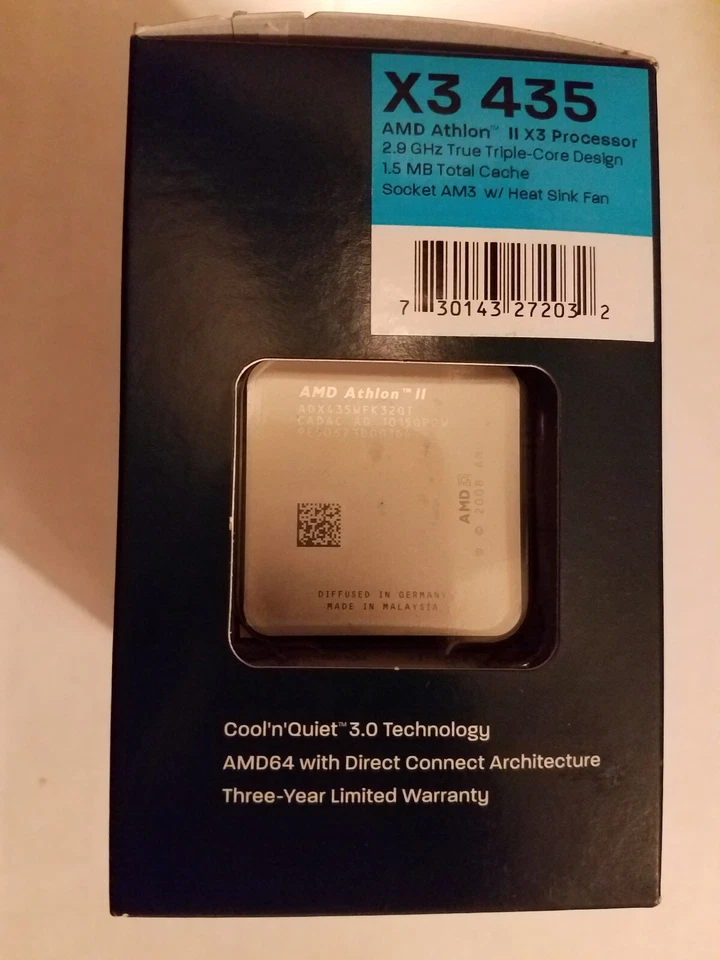 X3 435
AMD Athlon™ II X3 Processor
2.9 GHz True Triple-Core Design
1.5 MB Total Cache
Socket AM3 w/ Heat Sink Fan
7 30143 27203 2
AMD Athlon™ II
ADX435WFK32GI
CADAC AD
AMD
© 2008
DIFFUSED IN GERMANY
MADE IN MALAYSIA
Cool'n'Quiet™ 3.0 Technology
AMD64 with Direct Connect Architecture
Three-Year Limited Warranty